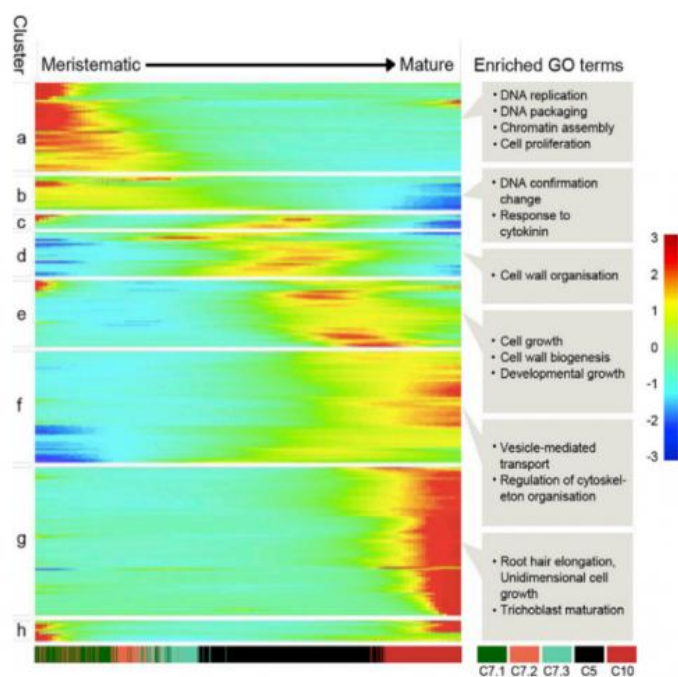 Cluster
Meristematic
Mature
Enriched GO terms
a
b
c
d
e
f
g
h
• DNA replication
• DNA packaging
• Chromatin assembly
• Cell proliferation
• DNA confirmation
change
• Response to
cytokinin
• Cell wall organisation
• Cell growth
• Cell wall biogenesis
• Developmental growth
• Vesicle-mediated
transport
• Regulation of cytoskel-
eton organisation
• Root hair elongation,
Unidimensional cell
growth
• Trichoblast maturation
3
2
1
0
-1
-2
-3
C7.1 C7.2 C7.3 C5 C10